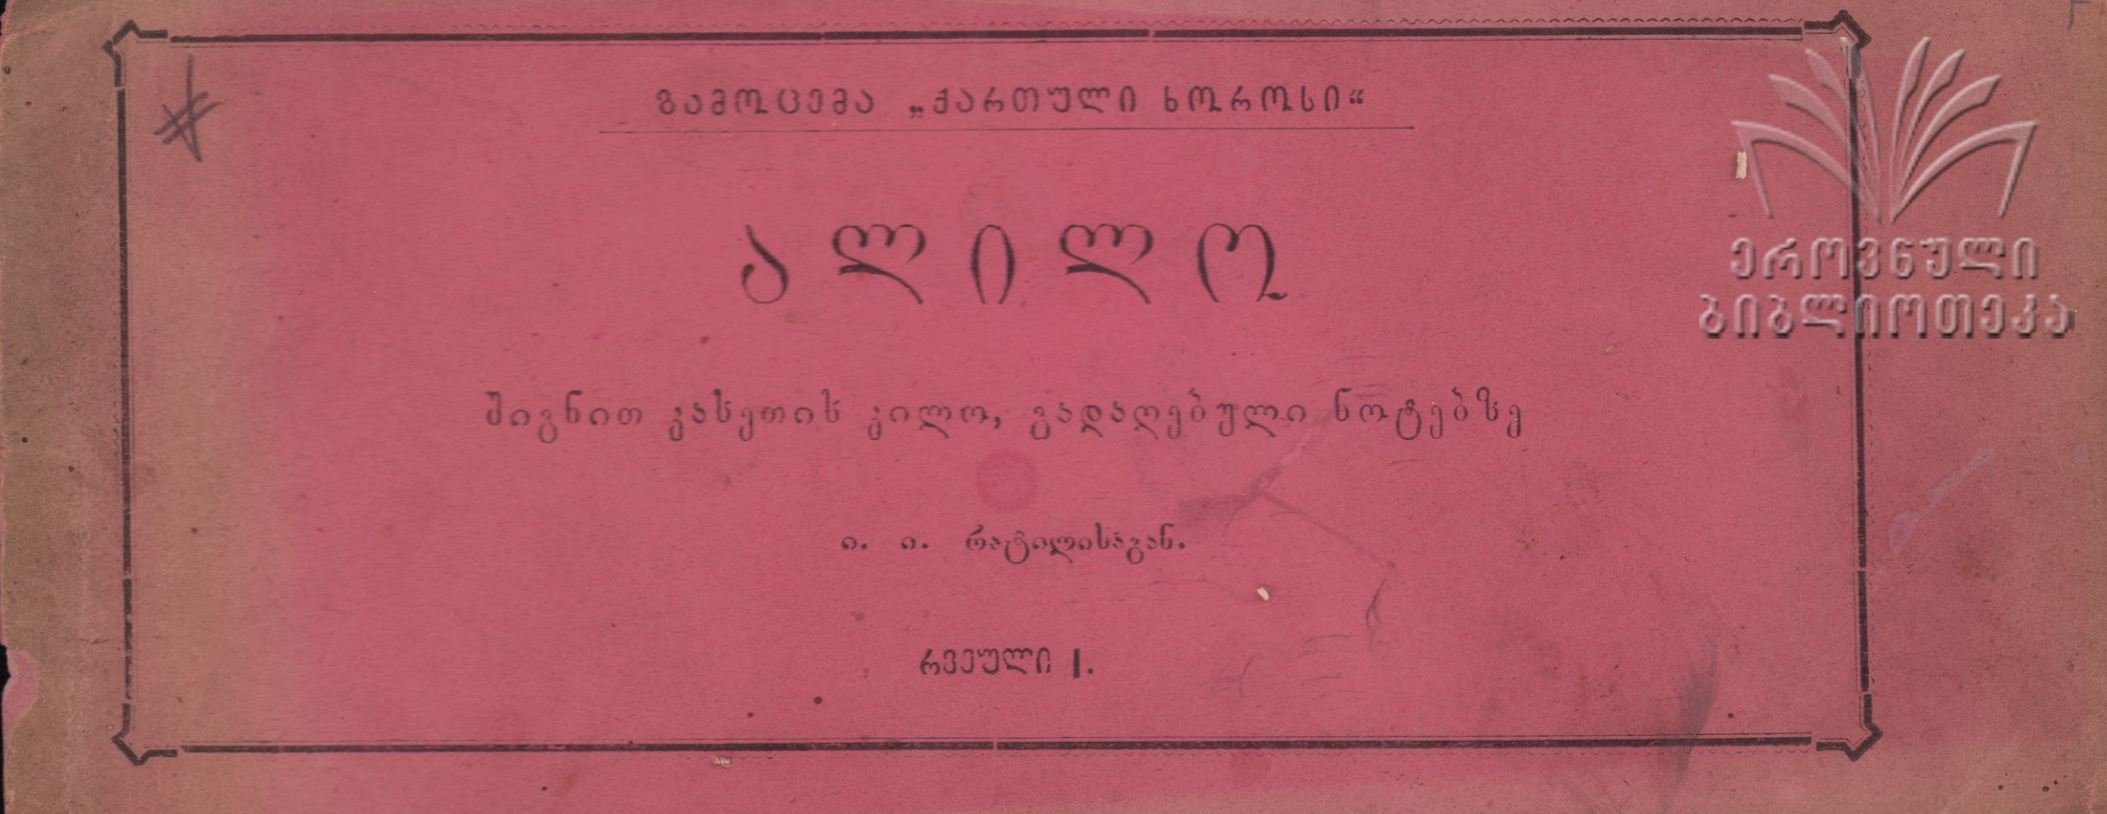 გამოცემა „ქართული ხოროსი“
ალილო
შიგნით კახეთის კილო, გადაღებული ნოტებზე
ი. ი. რატილისაგან.
რვეული I.
ეროვნული
ბიბლიოთეკა